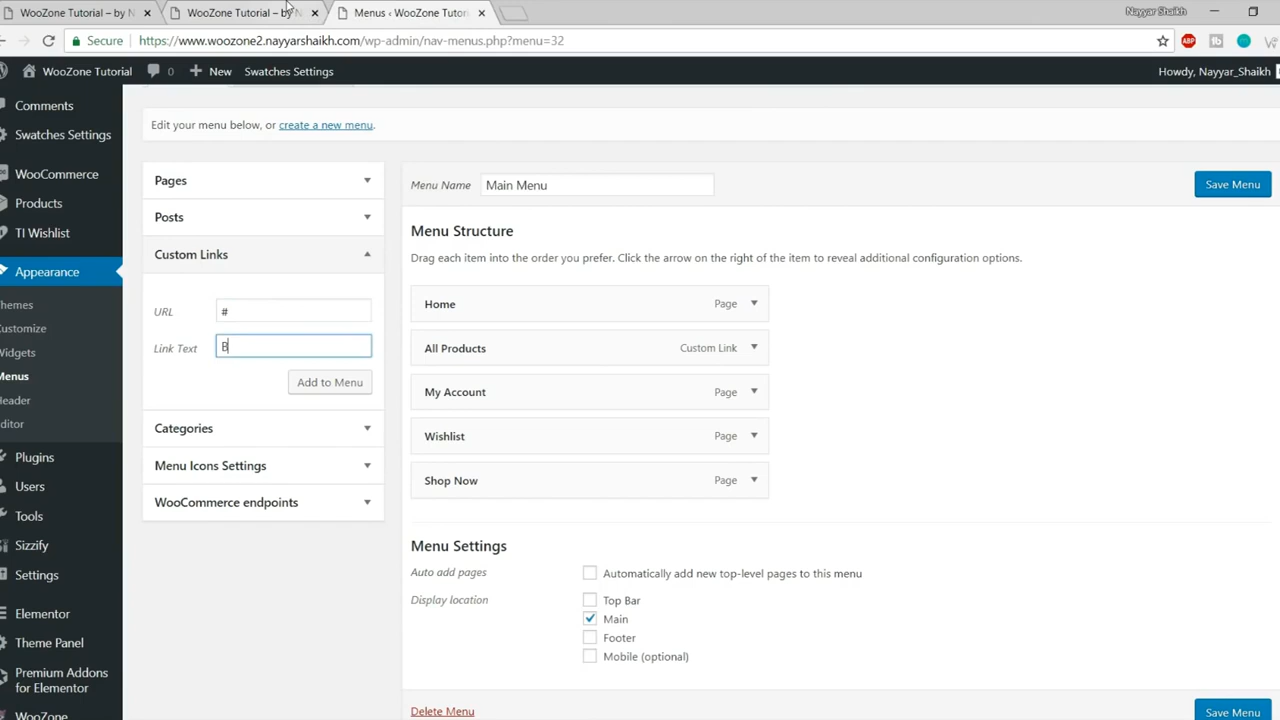 WooZone Tutorial – by N
WooZone Tutorial – by N
Menus ‹ WooZone Tutori
Nayyar Shaikh
Secure
https://www.woozone2.nayyarshaikh.com/wp-admin/nav-menus.php?menu=32
ABP
WooZone Tutorial
0
New
Swatches Settings
Howdy, Nayyar_Shaikh
Comments
Swatches Settings
WooCommerce
Products
TI Wishlist
Appearance
hemes
ustomize
Widgets
Menus
Header
ditor
Plugins
Users
Tools
Sizzify
Settings
Elementor
Theme Panel
Premium Addons
for Elementor
WooZone
Edit your menu below, or create a new menu.
Pages
Posts
Custom Links
URL
#
Link Text
B
Add to Menu
Categories
Menu Icons Settings
WooCommerce endpoints
Menu Name
Main Menu
Save Menu
Menu Structure
Drag each item into the order you prefer. Click the arrow on the right of the item to reveal additional configuration options.
Home Page
All Products Custom Link
My Account Page
Wishlist Page
Shop Now Page
Menu Settings
Auto add pages
Automatically add new top-level pages to this menu
Display location
Top Bar
Main
Footer
Mobile (optional)
Delete Menu
Save Menu